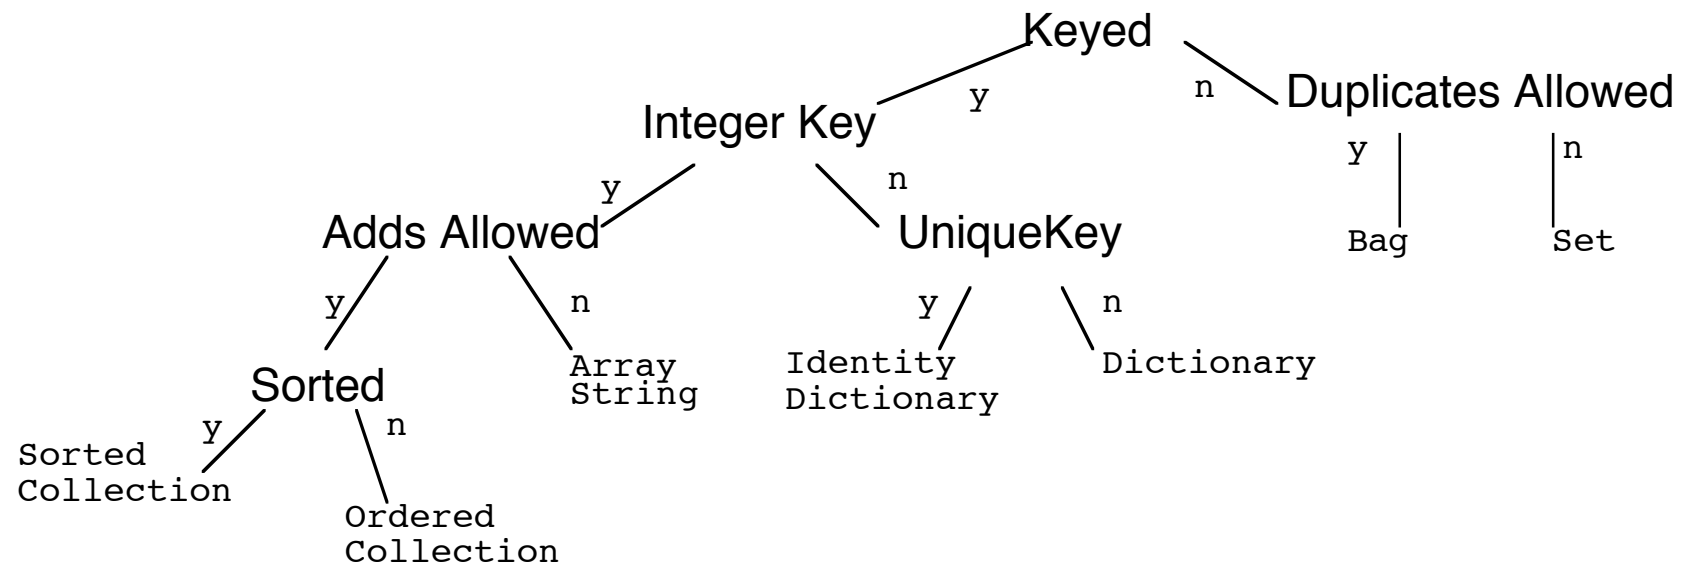 Keyed
y
n
Duplicates Allowed
Integer Key
y
n
y
n
Adds Allowed
UniqueKey
Bag
Set
y
n
y
n
Array
String
Identity
Dictionary
Dictionary
Sorted
y
n
Sorted
Collection
Ordered
Collection